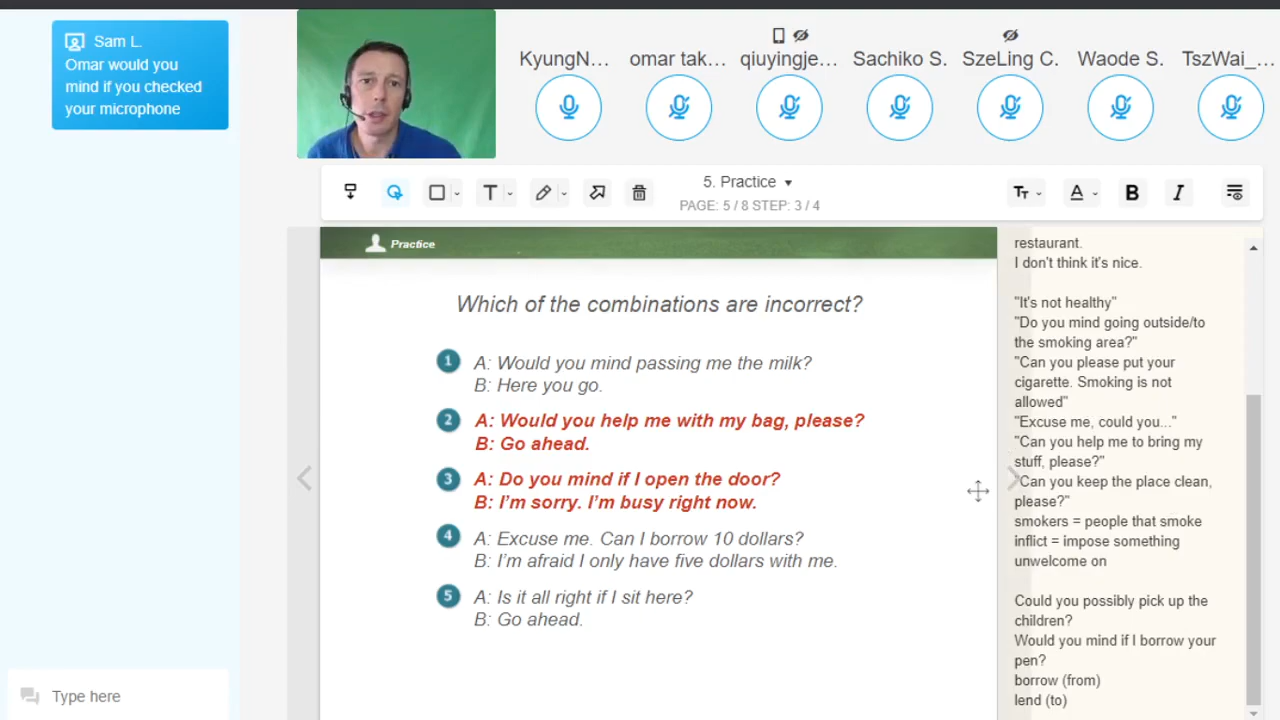 Sam L.
Omar would you
mind if you checked
your microphone
Type here
KyungN…
omar tak…
qiuyingje…
Sachiko S.
SzeLing C.
Waode S.
TszWai_…
T
5. Practice
PAGE: 5 / 8 STEP: 3 / 4
TT
A
B
I
Practice
Which of the combinations are incorrect?
1
A: Would you mind passing me the milk?
B: Here you go.
2
A: Would you help me with my bag, please?
B: Go ahead.
3
A: Do you mind if I open the door?
B: I'm sorry. I'm busy right now.
4
A: Excuse me. Can I borrow 10 dollars?
B: I'm afraid I only have five dollars with me.
5
A: Is it all right if I sit here?
B: Go ahead.
restaurant.
I don't think it's nice.
"It's not healthy"
"Do you mind going outside/to
the smoking area?"
"Can you please put your
cigarette. Smoking is not
allowed"
"Excuse me, could you..."
"Can you help me to bring my
stuff, please?"
"Can you keep the place clean,
please?"
smokers = people that smoke
inflict = impose something
unwelcome on
Could you possibly pick up the
children?
Would you mind if I borrow your
pen?
borrow (from)
lend (to)